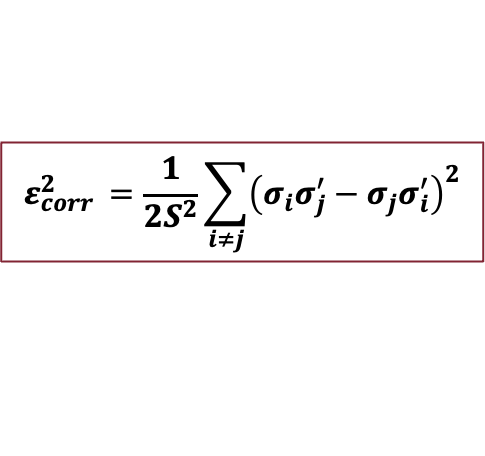 ε²corr = 1/2S² ∑i≠j (σiσ′j − σjσ′i)²